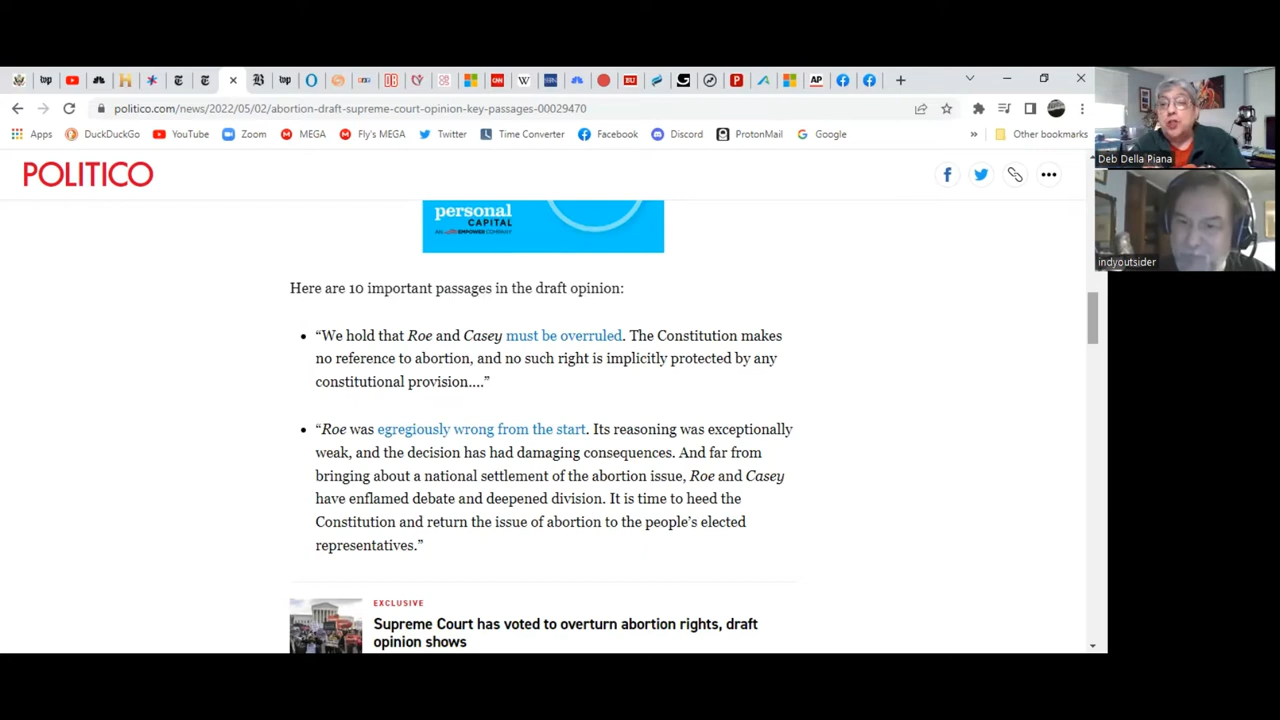 politico.com/news/2022/05/02/abortion-draft-supreme-court-opinion-key-passages-00029470
Apps DuckDuckGo YouTube Zoom MEGA Fly's MEGA Twitter Time Converter Facebook Discord ProtonMail Google » Other bookmarks
Deb Della Piana
indyoutsider
POLITICO
personal
CAPITAL
AN EMPOWER COMPANY
Here are 10 important passages in the draft opinion:
• “We hold that Roe and Casey must be overruled. The Constitution makes
no reference to abortion, and no such right is implicitly protected by any
constitutional provision....”
• “Roe was egregiously wrong from the start. Its reasoning was exceptionally
weak, and the decision has had damaging consequences. And far from
bringing about a national settlement of the abortion issue, Roe and Casey
have enflamed debate and deepened division. It is time to heed the
Constitution and return the issue of abortion to the people’s elected
representatives.”
EXCLUSIVE
Supreme Court has voted to overturn abortion rights, draft
opinion shows